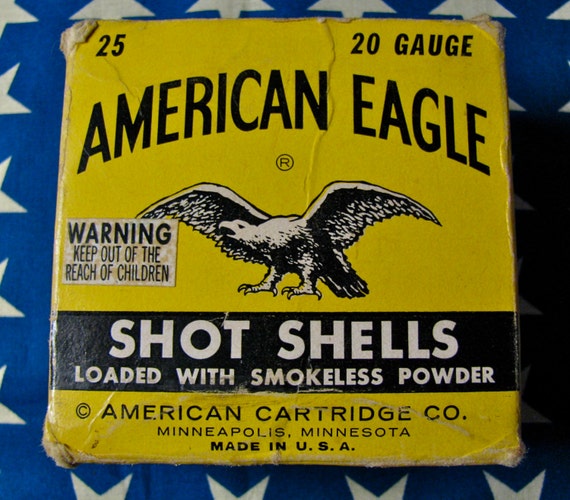 25 20 GAUGE
AMERICAN EAGLE
®
WARNING
KEEP OUT OF THE
REACH OF CHILDREN
SHOT SHELLS
LOADED WITH SMOKELESS POWDER
© AMERICAN CARTRIDGE CO.
MINNEAPOLIS, MINNESOTA
MADE IN U.S.A.